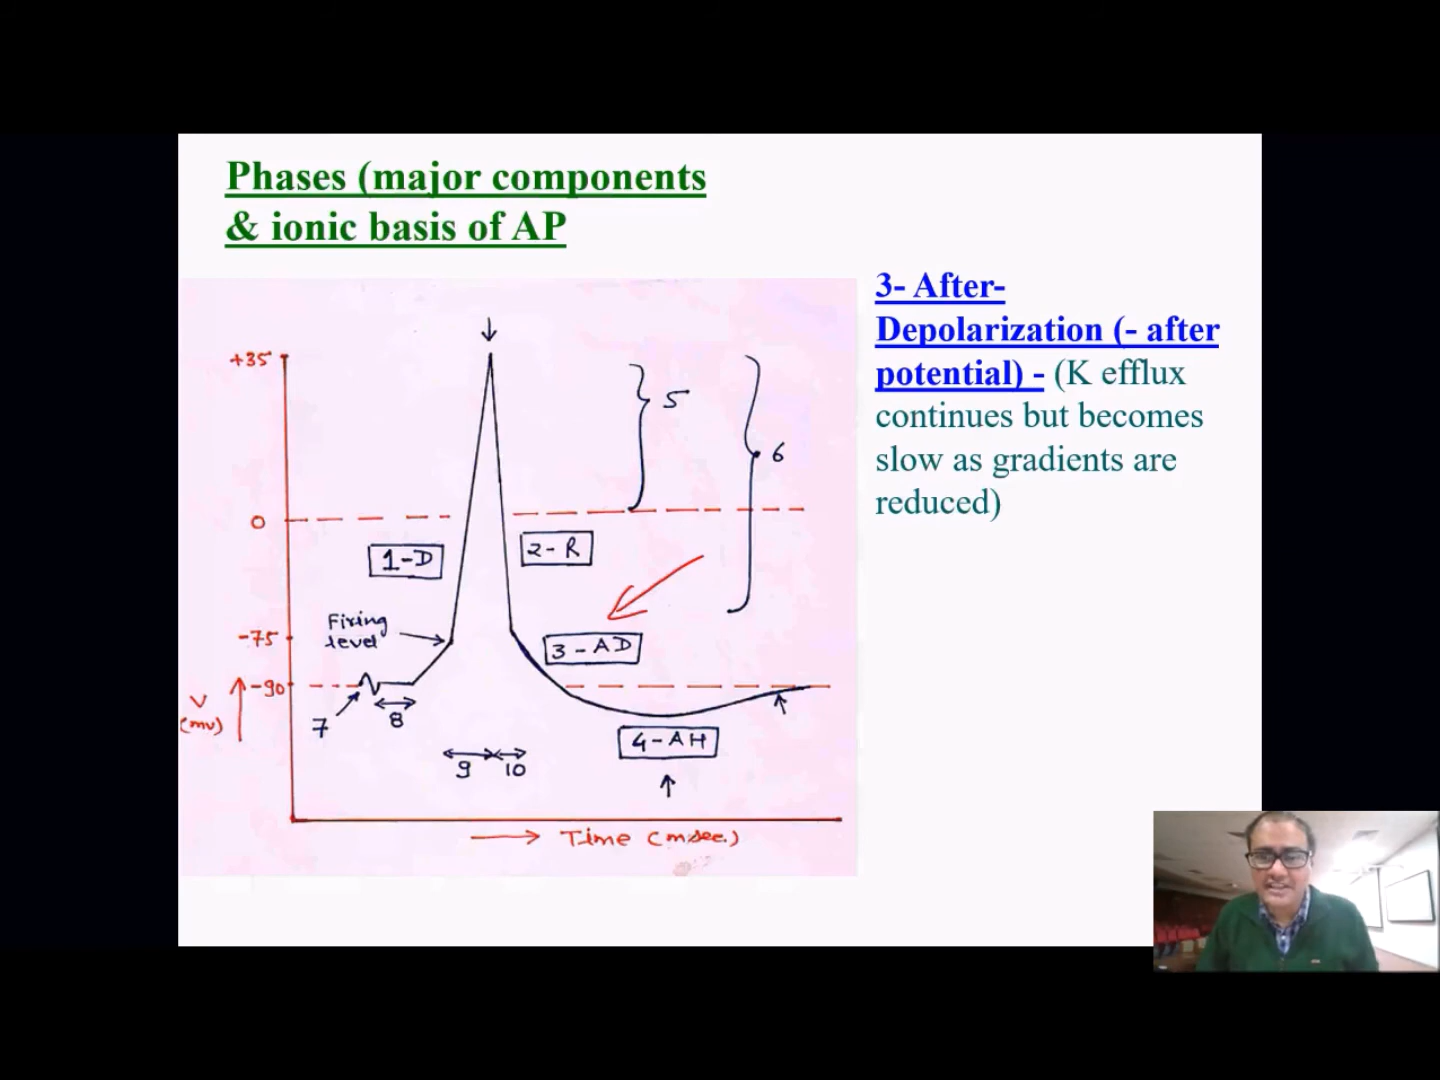 Phases (major components
& ionic basis of AP
3- After-
Depolarization (- after
potential) - (K efflux
continues but becomes
slow as gradients are
reduced)
+35
5
6
0
1-D
2-R
Firing
level
-75
3-AD
-90
V
(mv)
7
8
4-AH
9
10
Time (msec.)